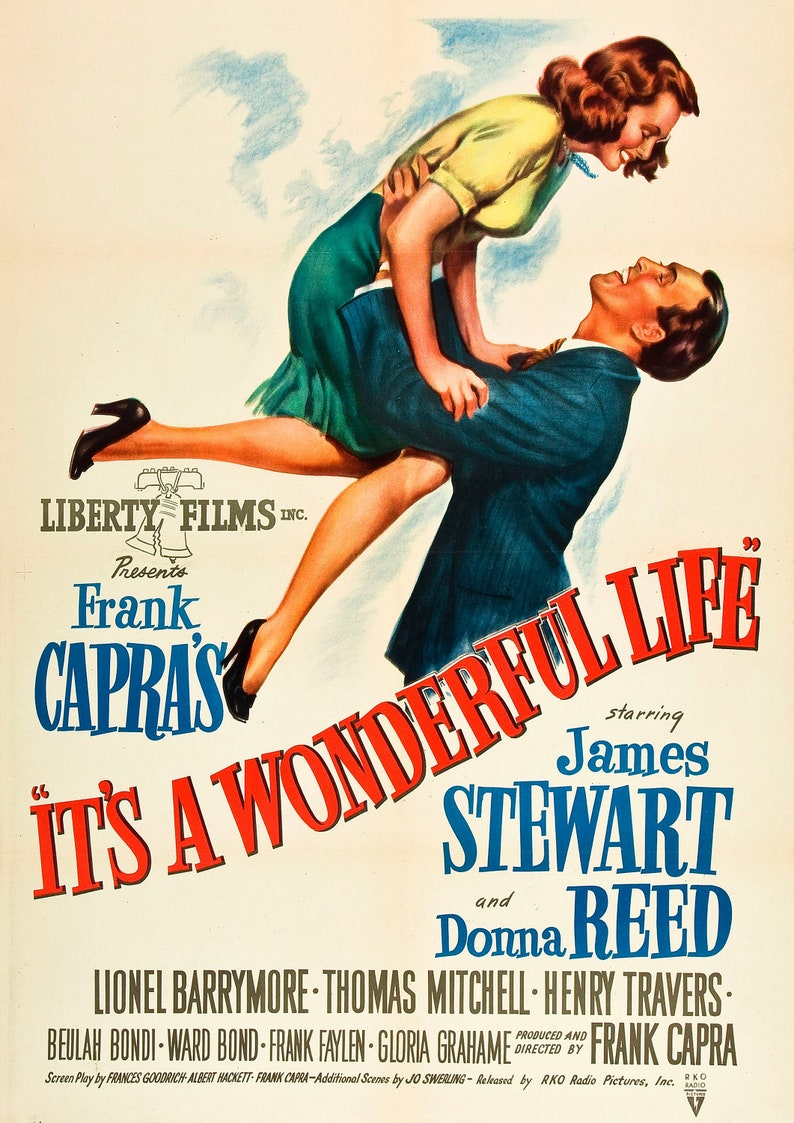 LIBERTY FILMS INC.
Presents
Frank
CAPRA'S
"IT'S A WONDERFUL LIFE"
starring
James
STEWART
and
Donna REED
LIONEL BARRYMORE · THOMAS MITCHELL · HENRY TRAVERS ·
BEULAH BONDI · WARD BOND · FRANK FAYLEN · GLORIA GRAHAME PRODUCED AND DIRECTED BY FRANK CAPRA
Screen Play by FRANCES GOODRICH - ALBERT HACKETT - FRANK CAPRA - Additional Scenes by JO SWERLING - Released by RKO Radio Pictures, Inc.
RKO
RADIO
PICTURES